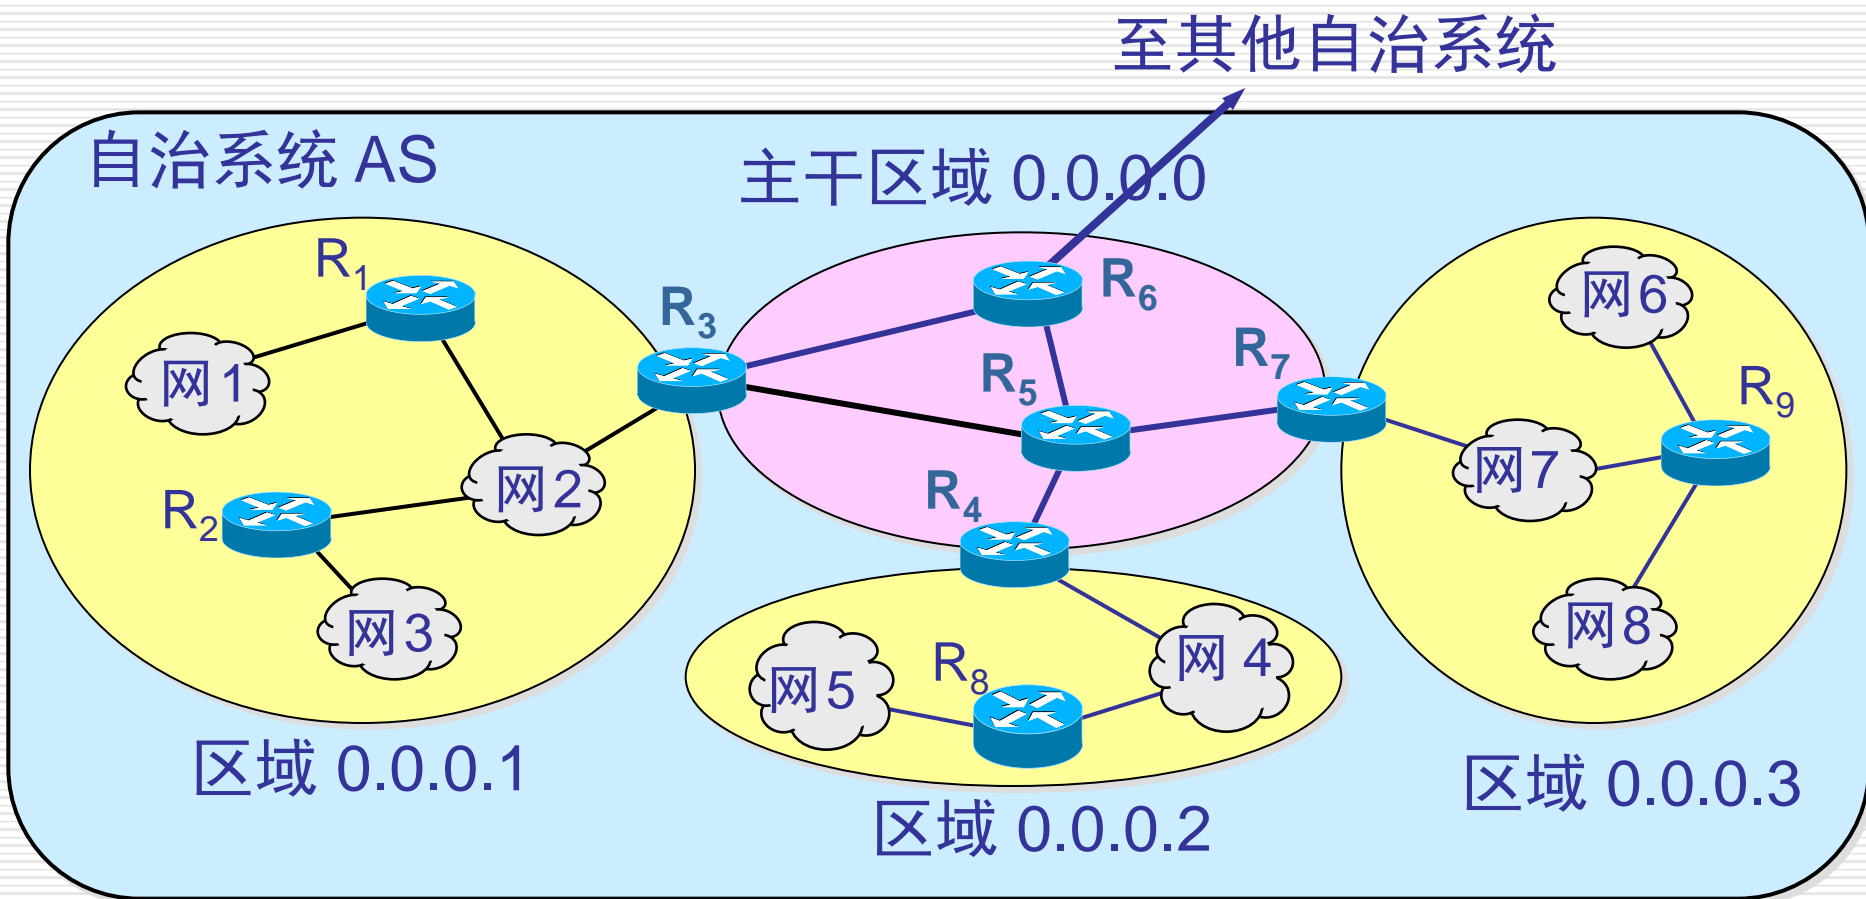 至其他自治系统
自治系统 AS
主干区域 0.0.0.0
R1
R3
R6
R7
网6
网1
R5
R9
R2
网2
R4
网7
网3
网5
R8
网 4
网8
区域 0.0.0.1
区域 0.0.0.2
区域 0.0.0.3